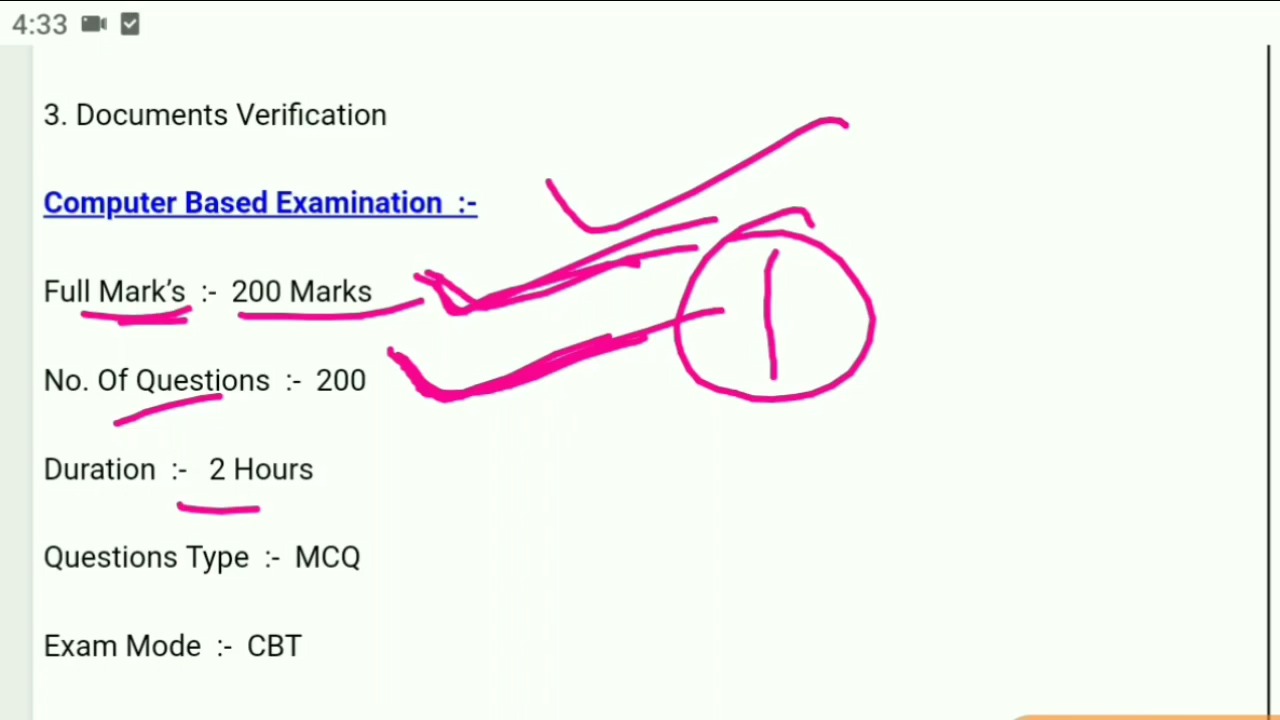 4:33
3. Documents Verification
Computer Based Examination :-
Full Mark's :- 200 Marks
1
No. Of Questions :- 200
Duration :- 2 Hours
Questions Type :- MCQ
Exam Mode :- CBT